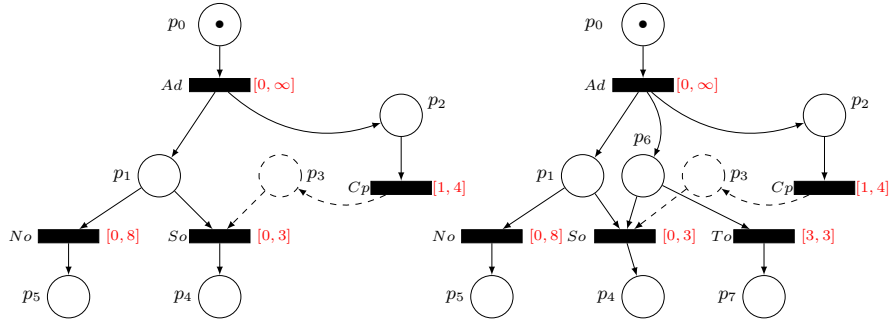 p0 p0
Ad [0, ∞] Ad [0, ∞]
p2 p2
p6
p1 p3 p1 p3
Cp [1, 4] Cp [1, 4]
No [0, 8] So [0, 3] No [0, 8] So [0, 3] To [3, 3]
p5 p4 p5 p4 p7